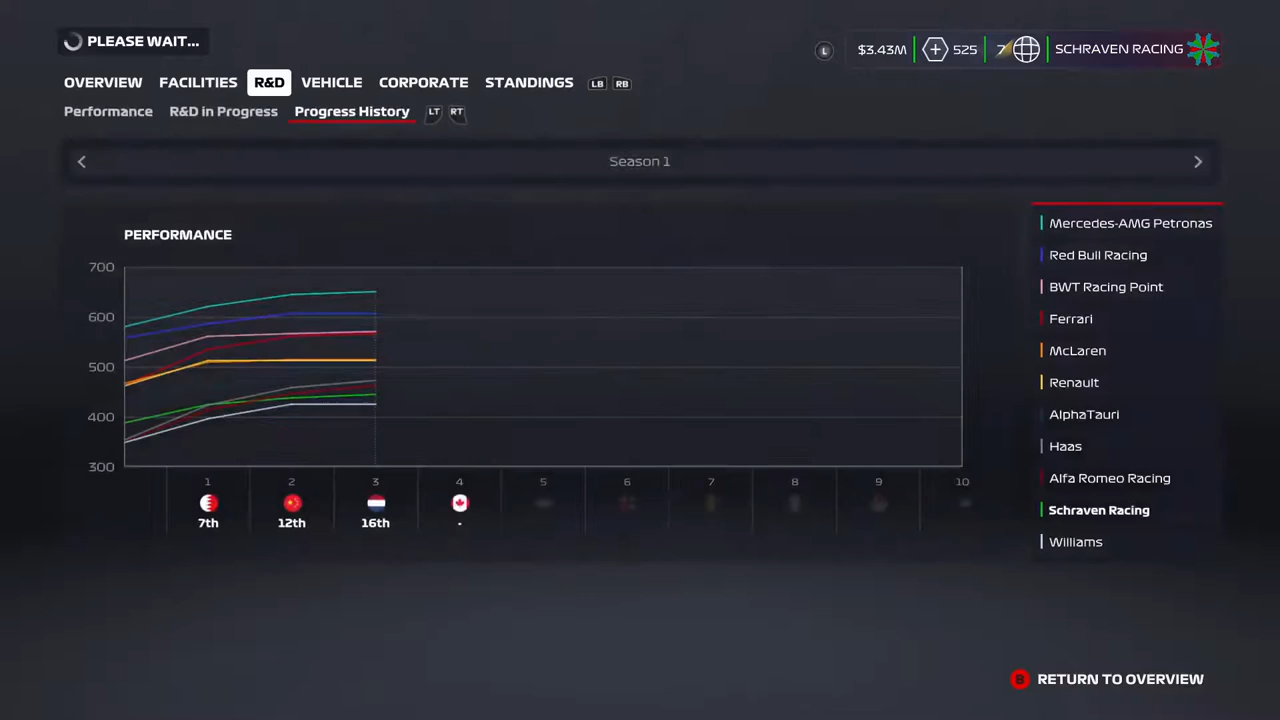 PLEASE WAIT...
$3.43M 525 7 SCHRAVEN RACING
OVERVIEW FACILITIES R&D VEHICLE CORPORATE STANDINGS LB RB
Performance R&D in Progress Progress History LT RT
Season 1
PERFORMANCE
700
600
500
400
300
1 2 3 4 5 6 7 8 9 10
7th 12th 16th -
Mercedes-AMG Petronas
Red Bull Racing
BWT Racing Point
Ferrari
McLaren
Renault
AlphaTauri
Haas
Alfa Romeo Racing
Schraven Racing
Williams
B RETURN TO OVERVIEW